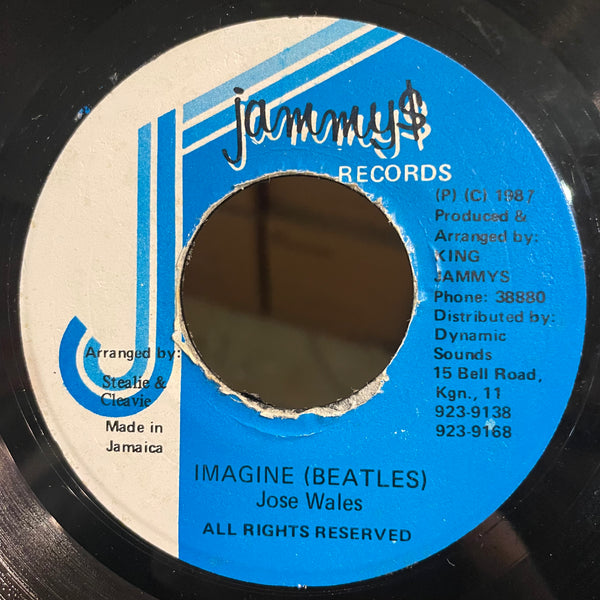 jammy$
RECORDS
(P) (C) 1987
Produced &
Arranged by:
KING
JAMMYS
Phone: 38880
Distributed by:
Dynamic
Sounds
15 Bell Road,
Kgn., 11
923-9138
923-9168
Arranged by:
Stealie &
Cleavie
Made in
Jamaica
IMAGINE (BEATLES)
Jose Wales
ALL RIGHTS RESERVED